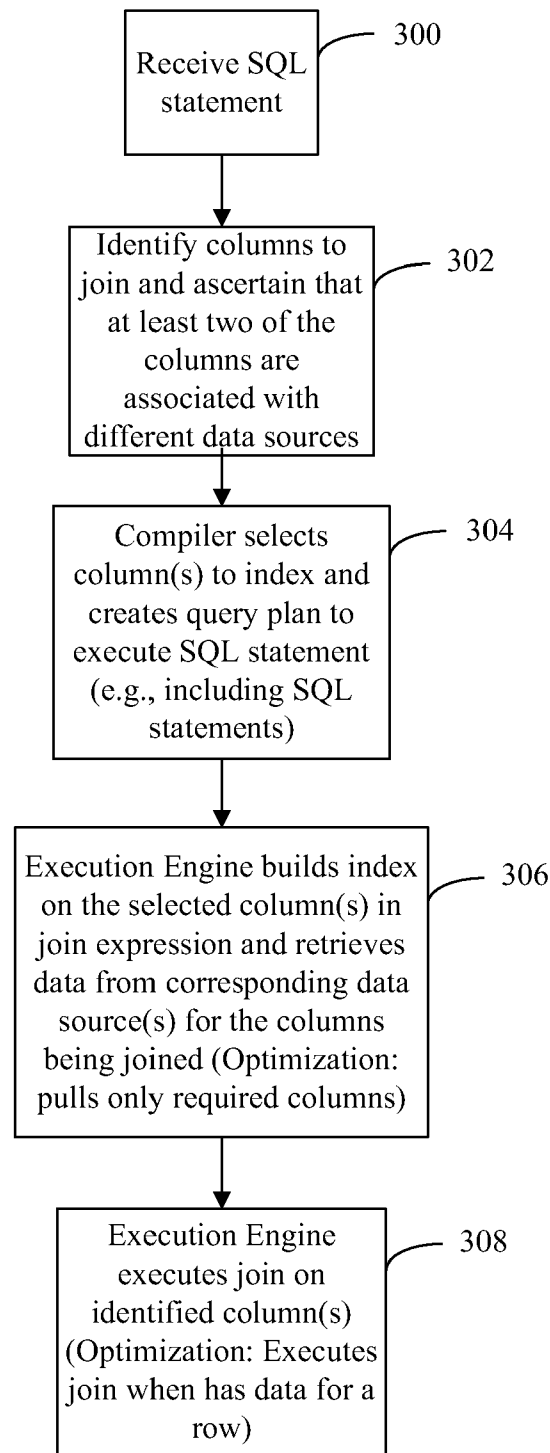 300
Receive SQL
statement
302
Identify columns to
join and ascertain that
at least two of the
columns are
associated with
different data sources
304
Compiler selects
column(s) to index and
creates query plan to
execute SQL statement
(e.g., including SQL
statements)
306
Execution Engine builds index
on the selected column(s) in
join expression and retrieves
data from corresponding data
source(s) for the columns
being joined (Optimization:
pulls only required columns)
308
Execution Engine
executes join on
identified column(s)
(Optimization: Executes
join when has data for a
row)